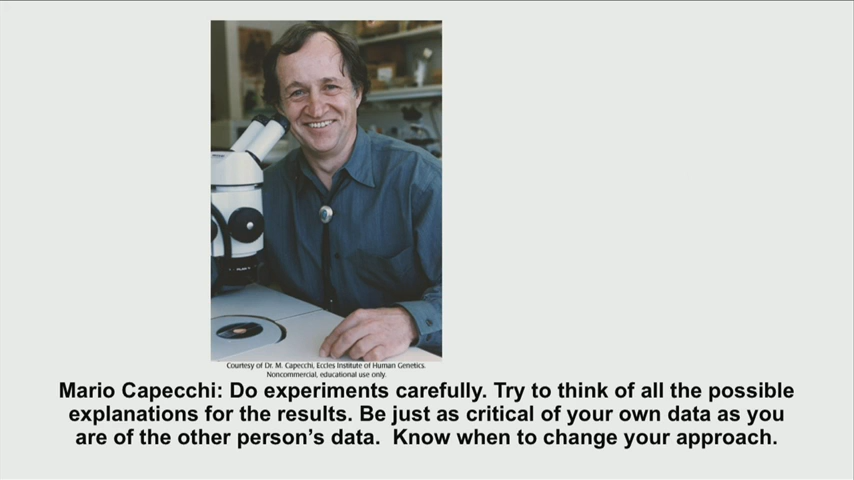 Courtesy of Dr. M. Capecchi, Eccles Institute of Human Genetics.
Noncommercial, educational use only.
Mario Capecchi: Do experiments carefully. Try to think of all the possible
explanations for the results. Be just as critical of your own data as you
are of the other person’s data.  Know when to change your approach.